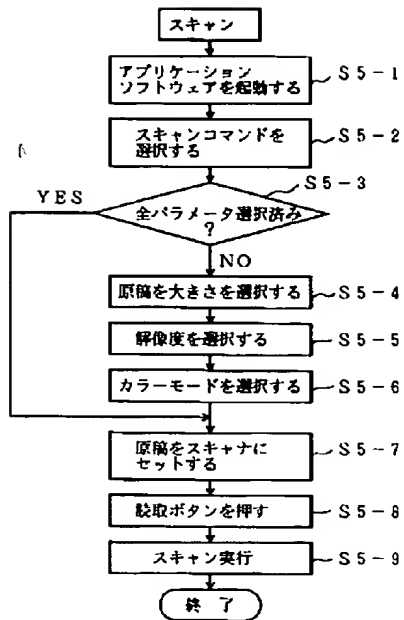 スキャン
アプリケーション
ソフトウェアを起動する
S5-1
スキャンコマンドを
選択する
S5-2
S5-3
YES
全パラメータ選択済み
?
NO
原稿を大きさを選択する
S5-4
解像度を選択する
S5-5
カラーモードを選択する
S5-6
原稿をスキャナに
セットする
S5-7
読取ボタンを押す
S5-8
スキャン実行
S5-9
終了